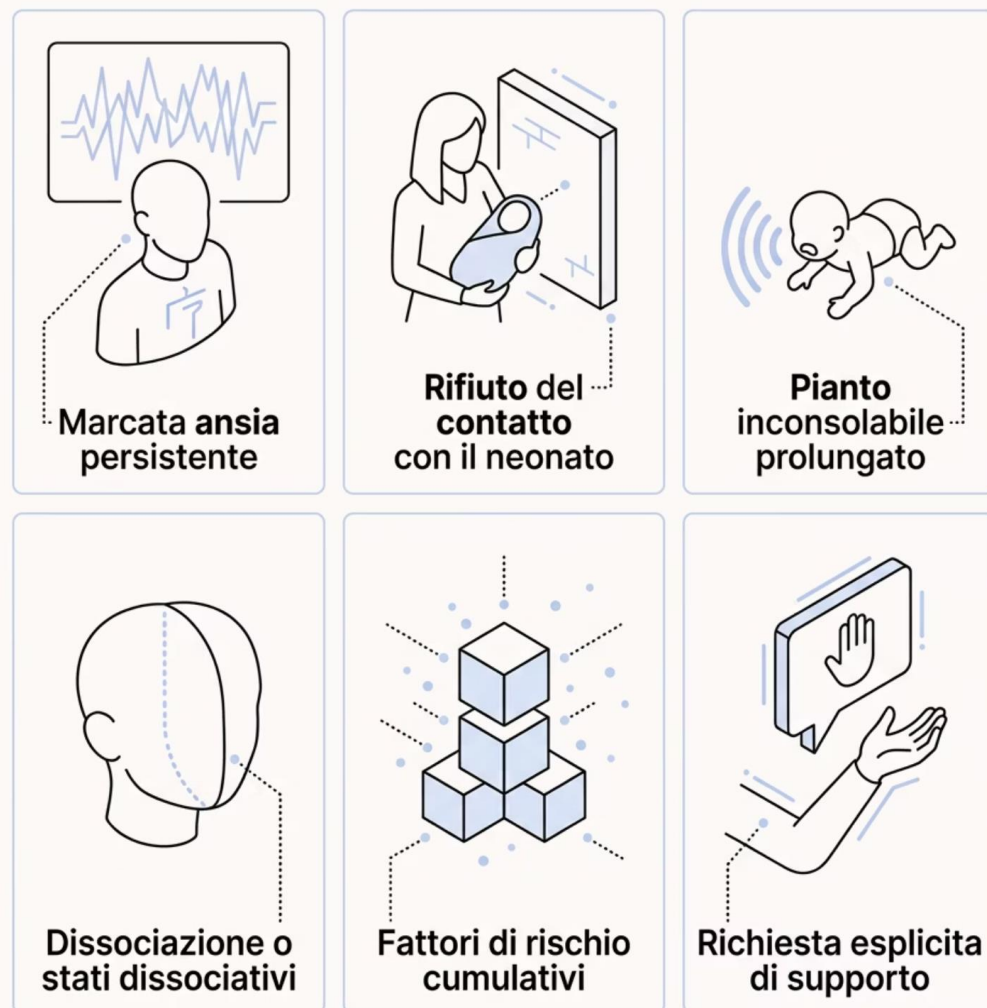 Marcata ansia
persistente
Rifiuto del
contatto
con il neonato
Pianto
inconsolabile
prolungato
Dissociazione o
stati dissociativi
Fattori di rischio
cumulativi
Richiesta esplicita
di supporto